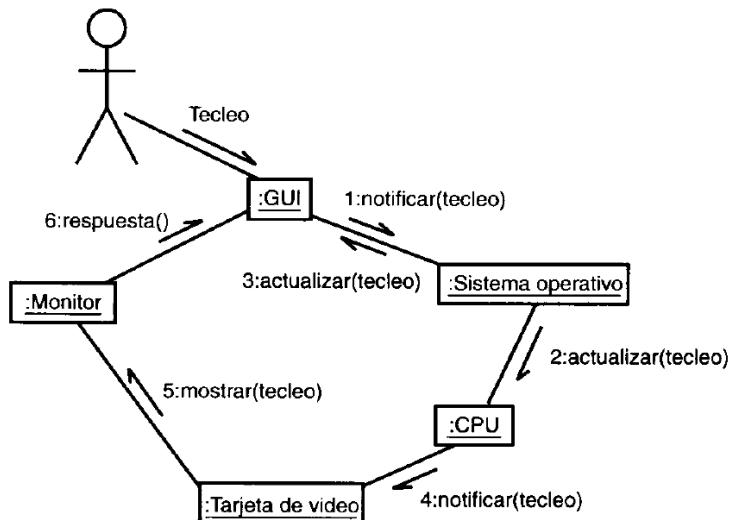 Tecleo
:GUI
1:notificar(tecleo)
6:respuesta()
3:actualizar(tecleo)
:Sistema operativo
:Monitor
2:actualizar(tecleo)
5:mostrar(tecleo)
:CPU
:Tarjeta de video
4:notificar(tecleo)